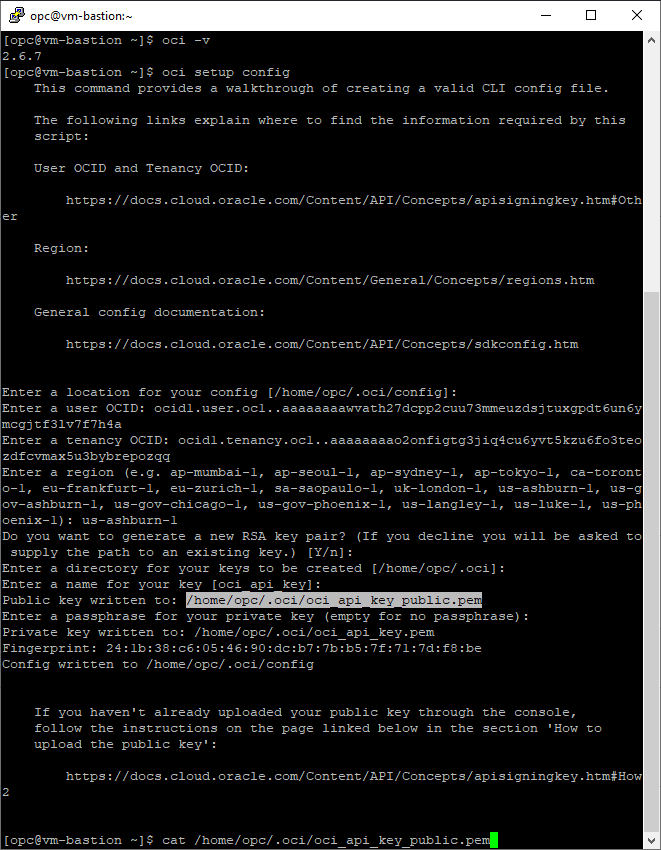 opc@vm-bastion:~
[opc@vm-bastion ~]$ oci -v
2.6.7
[opc@vm-bastion ~]$ oci setup config
This command provides a walkthrough of creating a valid CLI config file.
The following links explain where to find the information required by this
script:
User OCID and Tenancy OCID:
https://docs.cloud.oracle.com/Content/API/Concepts/apisigningkey.htm#Oth
er
Region:
https://docs.cloud.oracle.com/Content/General/Concepts/regions.htm
General config documentation:
https://docs.cloud.oracle.com/Content/API/Concepts/sdkconfig.htm
Enter a location for your config [/home/opc/.oci/config]:
Enter a user OCID: ocid1.user.oc1..aaaaaaaawvath27dcpp2cuu73mmeuzdsjtuxgpdt6un6y
mcgjtf3lv7f7h4a
Enter a tenancy OCID: ocid1.tenancy.oc1..aaaaaaaao2onfigtg3jiq4cu6yvt5kzu6fo3teo
zdfcvmax5u3bybrepozqq
Enter a region (e.g. ap-mumbai-1, ap-seoul-1, ap-sydney-1, ap-tokyo-1, ca-toront
o-1, eu-frankfurt-1, eu-zurich-1, sa-saopaulo-1, uk-london-1, us-ashburn-1, us-g
ov-ashburn-1, us-gov-chicago-1, us-gov-phoenix-1, us-langley-1, us-luke-1, us-ph
oenix-1): us-ashburn-1
Do you want to generate a new RSA key pair? (If you decline you will be asked to
supply the path to an existing key.) [Y/n]:
Enter a directory for your keys to be created [/home/opc/.oci]:
Enter a name for your key [oci_api_key]:
Public key written to: /home/opc/.oci/oci_api_key_public.pem
Enter a passphrase for your private key (empty for no passphrase):
Private key written to: /home/opc/.oci/oci_api_key.pem
Fingerprint: 24:1b:38:c6:05:46:90:dc:b7:7b:b5:7f:71:7d:f8:be
Config written to /home/opc/.oci/config
If you haven't already uploaded your public key through the console,
follow the instructions on the page linked below in the section 'How to
upload the public key':
https://docs.cloud.oracle.com/Content/API/Concepts/apisigningkey.htm#How
2
[opc@vm-bastion ~]$ cat /home/opc/.oci/oci_api_key_public.pem